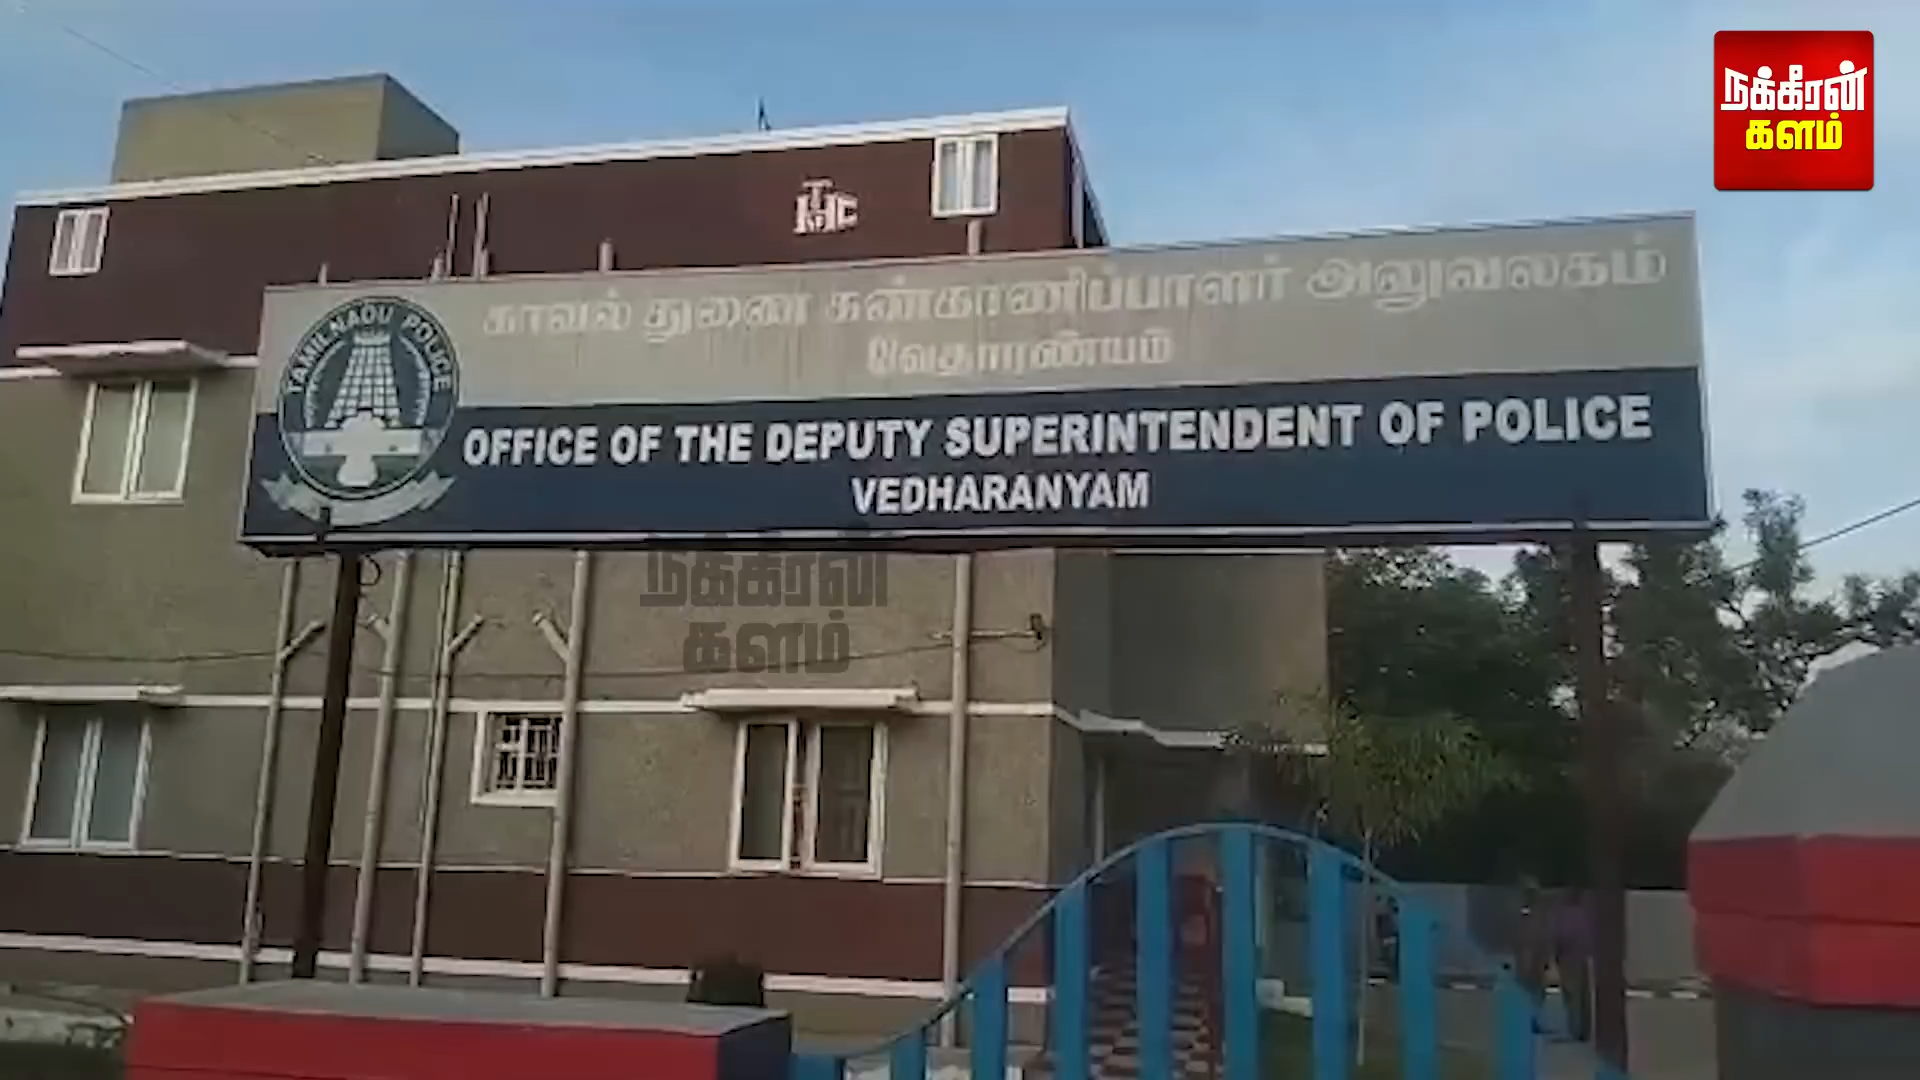 நக்கீரன்
களம்
THC
காவல் துணை கண்காணிப்பாளர் அலுவலகம்
வேதாரண்யம்
TAMIL NADU POLICE
OFFICE OF THE DEPUTY SUPERINTENDENT OF POLICE
VEDHARANYAM
நக்கீரன்
களம்